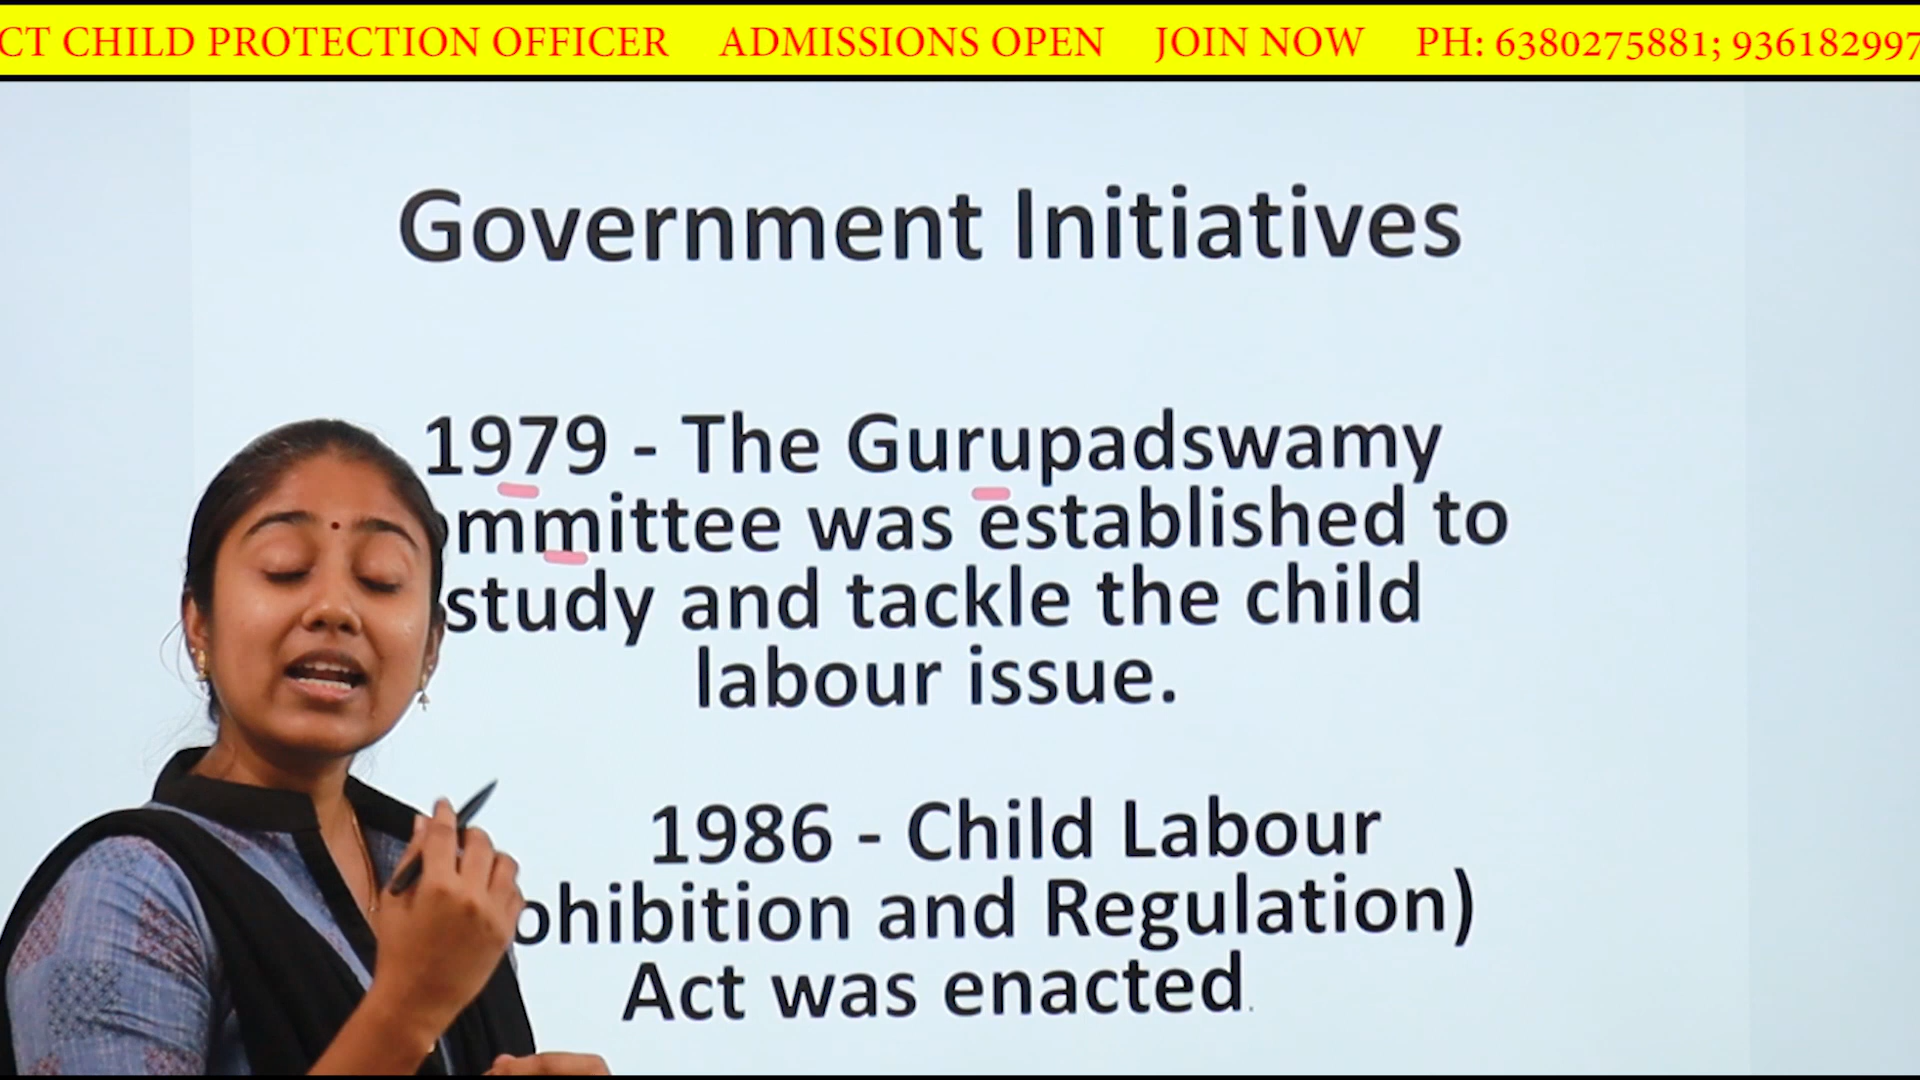 CT CHILD PROTECTION OFFICER ADMISSIONS OPEN JOIN NOW PH: 6380275881; 936182997
Government Initiatives
1979 - The Gurupadswamy
ommittee was established to
study and tackle the child
labour issue.
1986 - Child Labour
ohibition and Regulation)
Act was enacted.